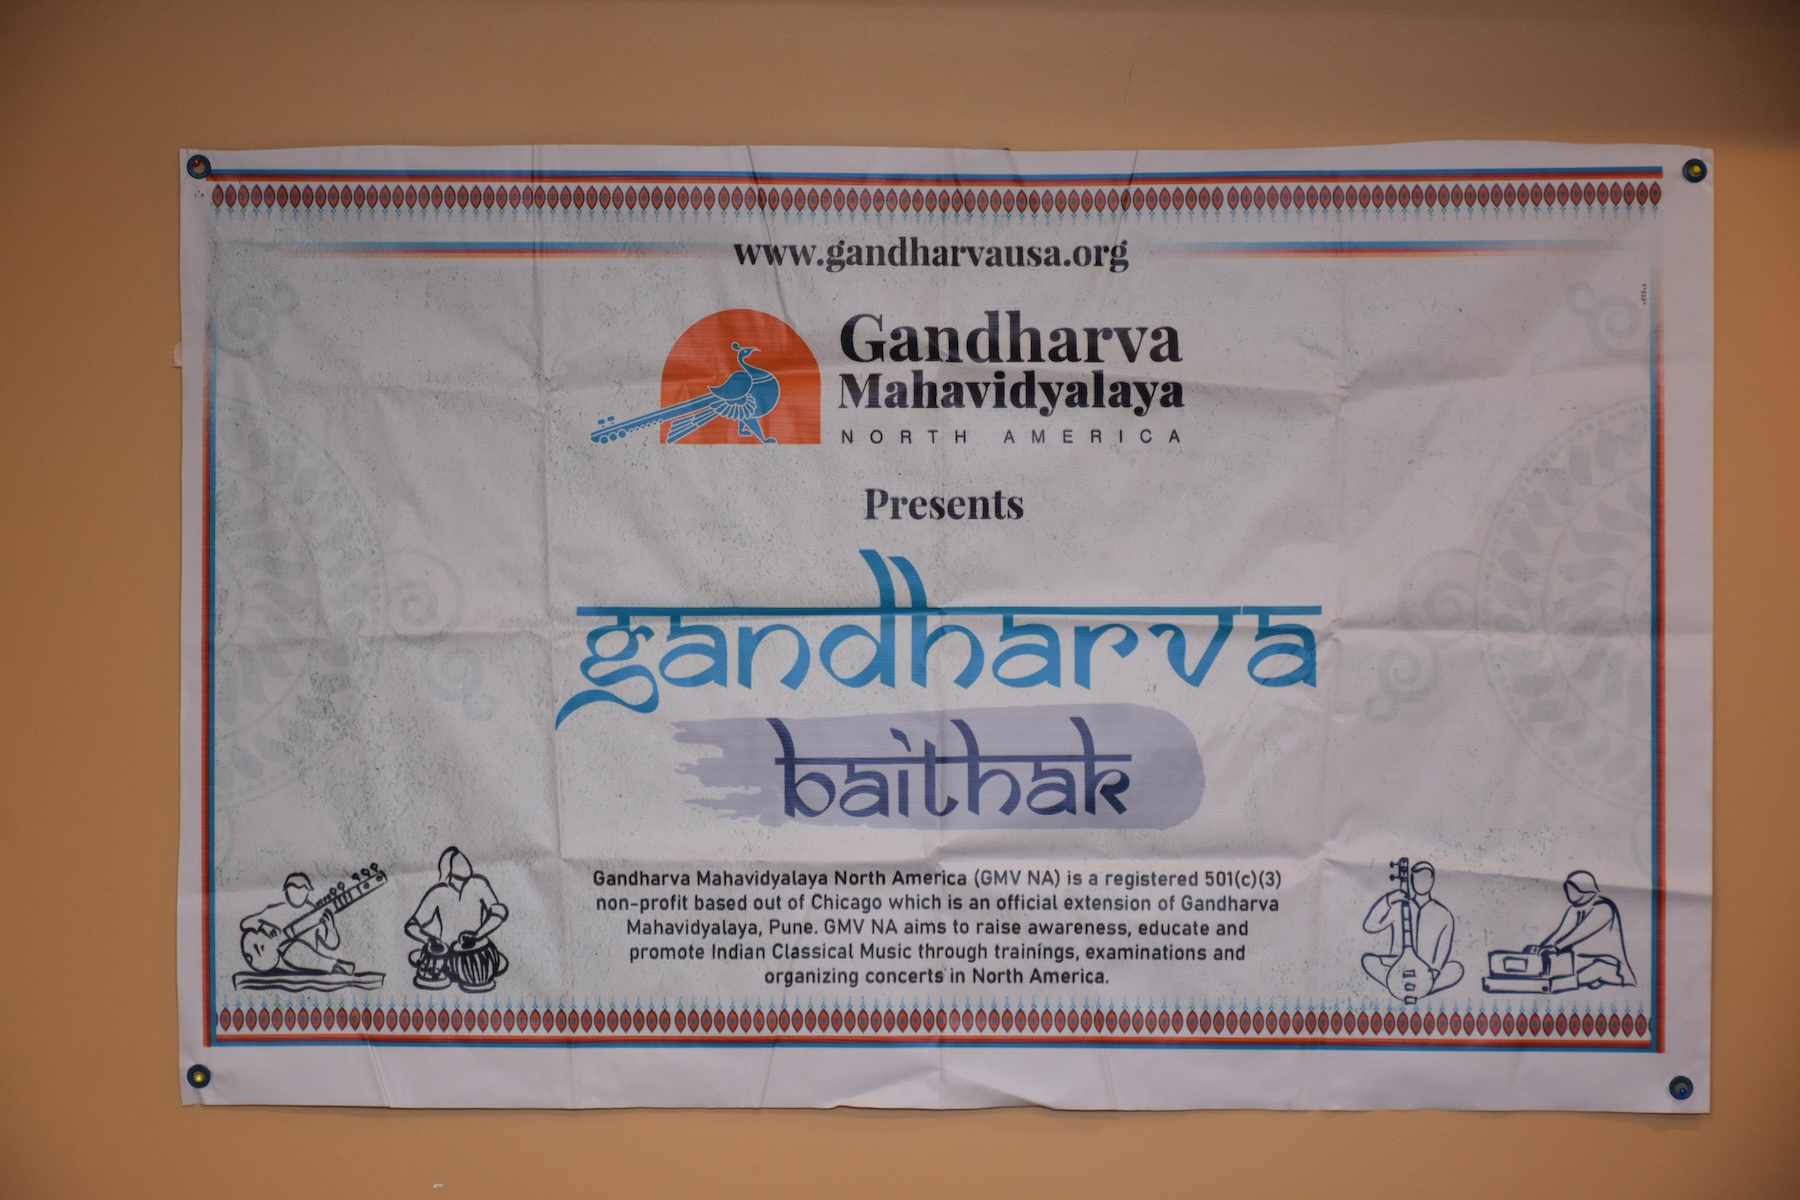 www.gandharvausa.org
Gandharva
Mahavidyalaya
NORTH AMERICA
Presents
gandharva
baithak
Gandharva Mahavidyalaya North America (GMV NA) is a registered 501(c)(3)
non-profit based out of Chicago which is an official extension of Gandharva
Mahavidyalaya, Pune. GMV NA aims to raise awareness, educate and
promote Indian Classical Music through trainings, examinations and
organizing concerts in North America.